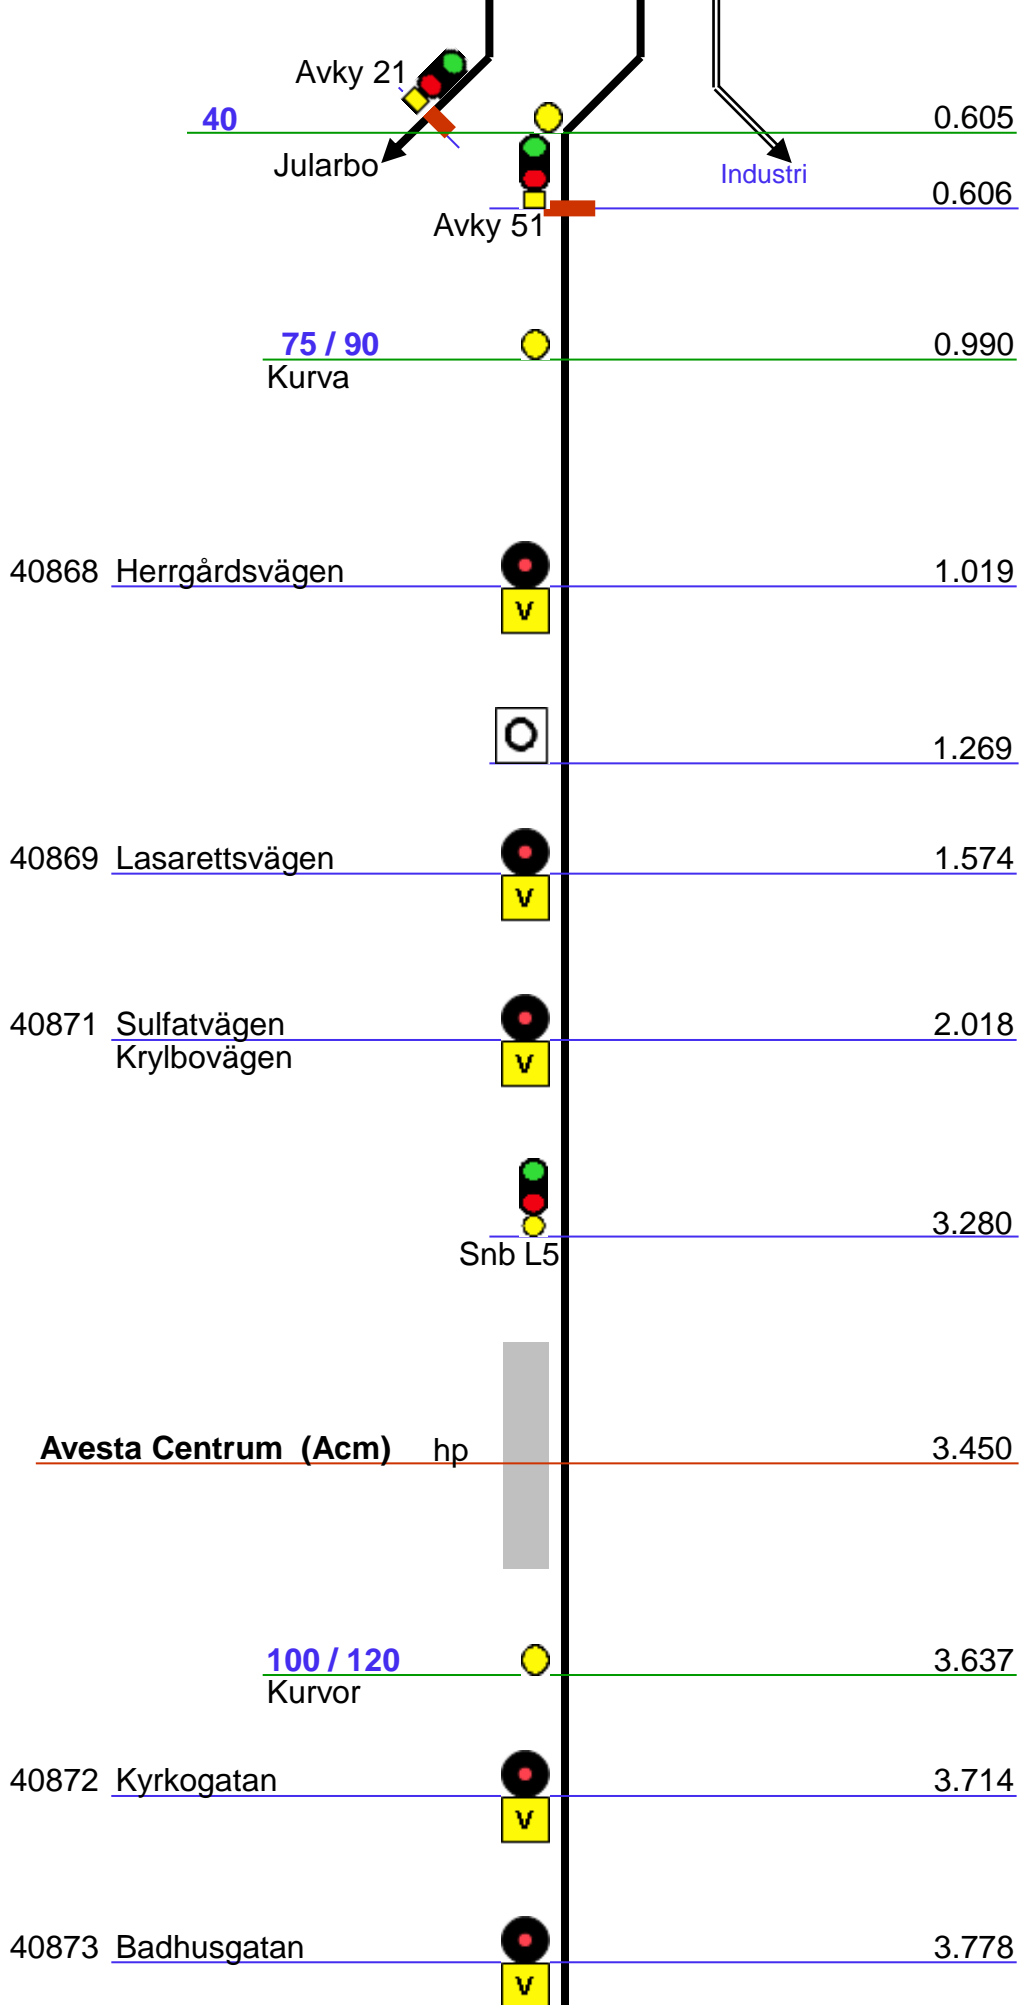 Avky 21
40
0.605
Jularbo
Industri
0.606
Avky 51
75 / 90
0.990
Kurva
40868 Herrgårdsvägen
1.019
V
O
1.269
40869 Lasarettsvägen
1.574
V
40871 Sulfatvägen
2.018
Krylbovägen
V
3.280
Snb L5
Avesta Centrum (Acm) hp
3.450
100 / 120
3.637
Kurvor
40872 Kyrkogatan
3.714
V
40873 Badhusgatan
3.778
V